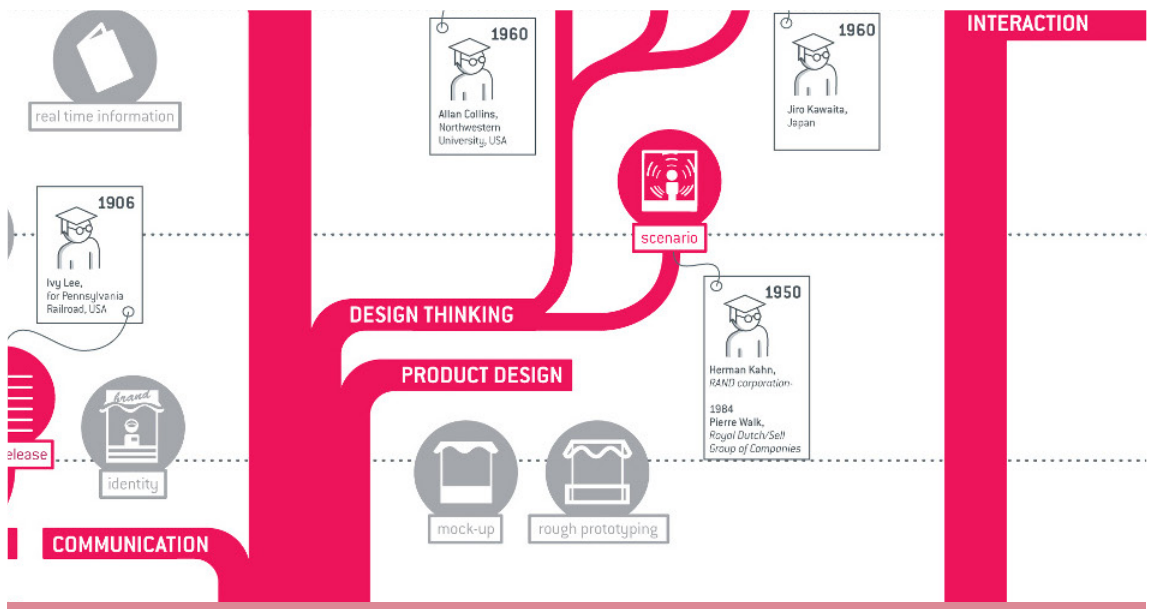 INTERACTION
1960
Allan Collins,
Northwestern
University, USA
1960
Jiro Kawaita,
Japan
real time information
1906
Ivy Lee,
for Pennsylvania
Railroad, USA
scenario
1950
Herman Kahn,
RAND corporation-
1984
Pierre Walk,
Royal Dutch/Sell
Group of Companies
DESIGN THINKING
PRODUCT DESIGN
brand
identity
elease
mock-up
rough prototyping
COMMUNICATION